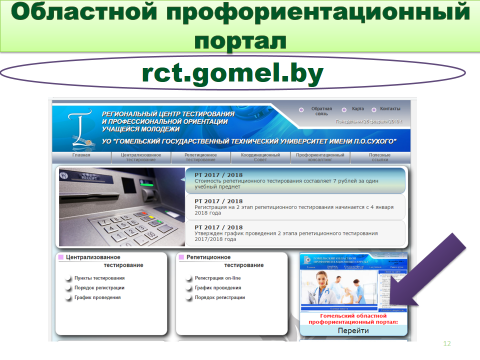 Областной профориентационный
портал
rct.gomel.by
РЕГИОНАЛЬНЫЙ ЦЕНТР ТЕСТИРОВАНИЯ
И ПРОФЕССИОНАЛЬНОЙ ОРИЕНТАЦИИ
УЧАЩЕЙСЯ МОЛОДЕЖИ
УО "ГОМЕЛЬСКИЙ ГОСУДАРСТВЕННЫЙ ТЕХНИЧЕСКИЙ УНИВЕРСИТЕТ ИМЕНИ П.О.СУХОГО"
Обратная связь
Карта
Контакты
Главная
Централизованное тестирование
Репетиционное тестирование
Координационный
Профориентационный
Полезные
РТ 2017 / 2018
Стоимость репетиционного тестирования составляет 7 рублей за один
учебный предмет
РТ 2017 / 2018
Регистрация на 2 этап репетиционного тестирования начинается с 4 января
2018 года
РТ 2017 / 2018
Утвержден график проведения 2 этапа репетиционного тестирования
2017/2018 года
Централизованное
тестирование
Пункты тестирования
Порядок регистрации
График проведения
Репетиционное
тестирование
Регистрация on-line
График проведения
Порядок регистрации
Гомельский областной
профориентационный портал:
Перейти
12